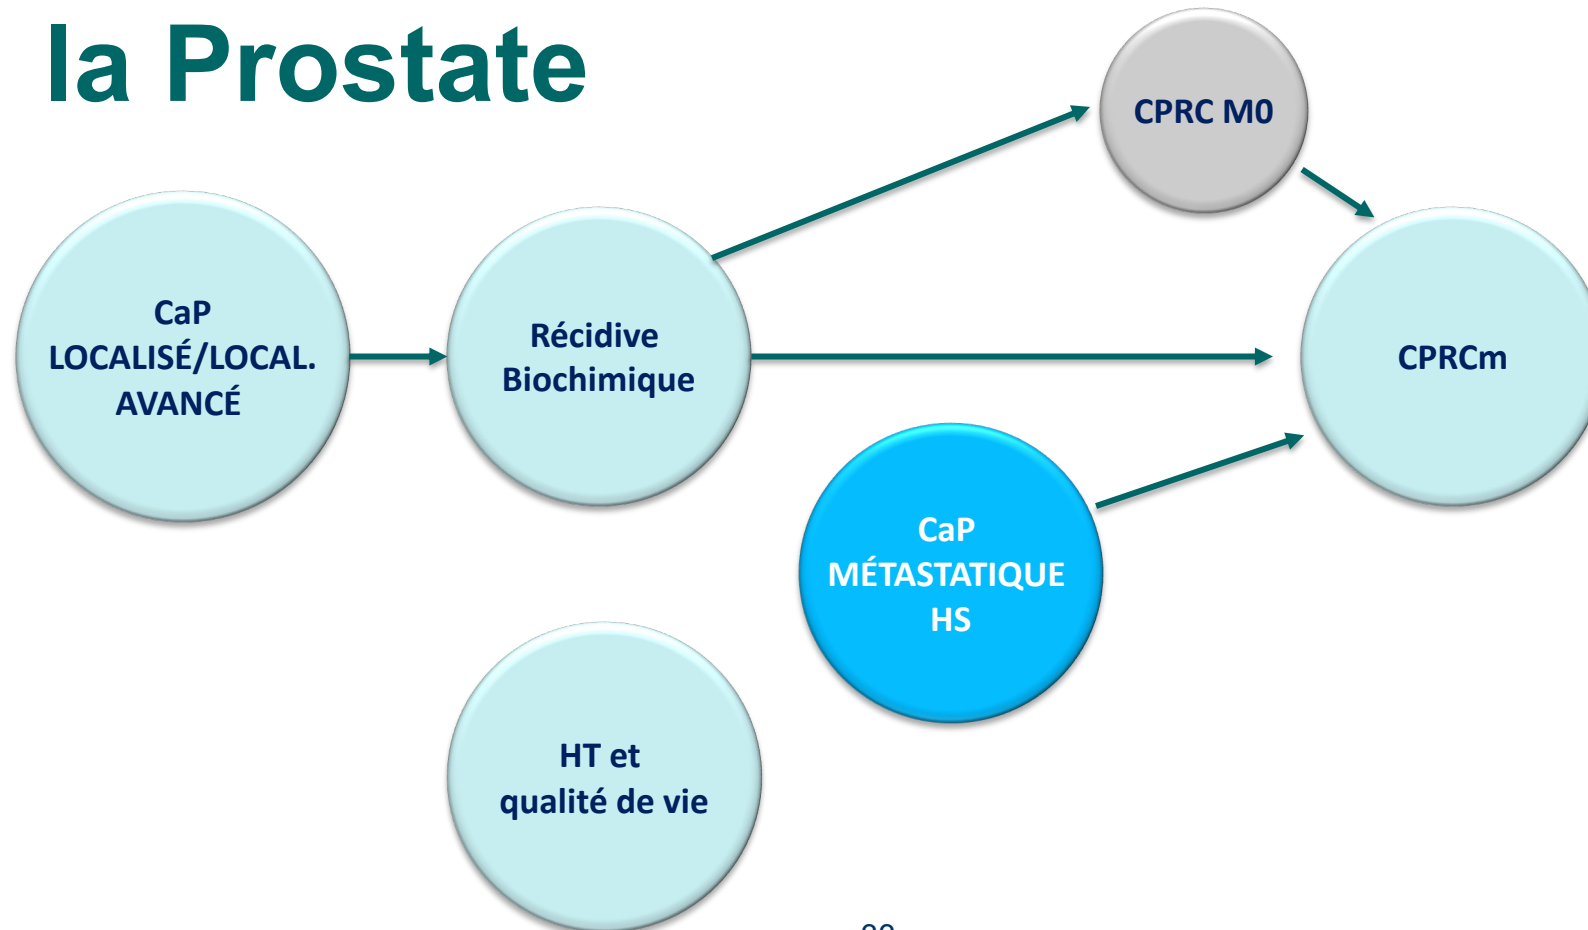 la Prostate
CPRC M0
CaP
LOCALISÉ/LOCAL.
AVANCÉ
Récidive
Biochimique
CPRCm
CaP
MÉTASTATIQUE
HS
HT et
qualité de vie